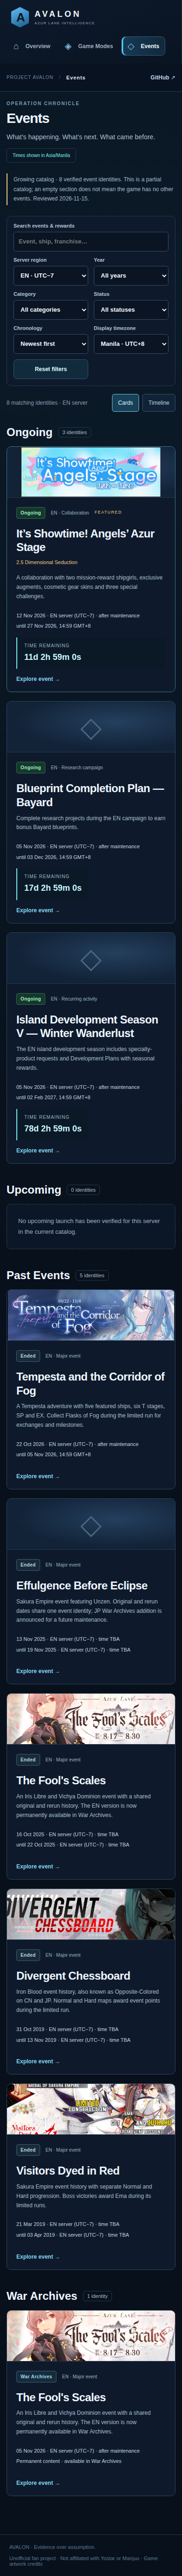 AVALON
AZUR LANE INTELLIGENCE
Overview
Game Modes
Events
PROJECT AVALON / Events
GitHub ↗
OPERATION CHRONICLE
Events
What's happening. What's next. What came before.
Times shown in Asia/Manila
Growing catalog · 8 verified event identities. This is a partial
catalog; an empty section does not mean the game has no other
events. Reviewed 2026-11-15.
Search events & rewards
Event, ship, franchise…
Server region
Year
EN · UTC−7
All years
Category
Status
All categories
All statuses
Chronology
Display timezone
Newest first
Manila · UTC+8
Reset filters
8 matching identities · EN server
Cards
Timeline
Ongoing
3 identities
It's Showtime!
Angels' Azur Stage
Ongoing
EN · Collaboration
FEATURED
It's Showtime! Angels' Azur
Stage
2.5 Dimensional Seduction
A collaboration with two mission-reward shipgirls, exclusive
augments, cosmetic gear skins and three special
challenges.
12 Nov 2026 · EN server (UTC−7) · after maintenance
until 27 Nov 2026, 14:59 GMT+8
TIME REMAINING
11d 2h 59m 0s
Explore event →
Ongoing
EN · Research campaign
Blueprint Completion Plan —
Bayard
Complete research projects during the EN campaign to earn
bonus Bayard blueprints.
05 Nov 2026 · EN server (UTC−7) · after maintenance
until 03 Dec 2026, 14:59 GMT+8
TIME REMAINING
17d 2h 59m 0s
Explore event →
Ongoing
EN · Recurring activity
Island Development Season
V — Winter Wanderlust
The Island development season includes specialty-
product requests and Development Plans with seasonal
rewards.
05 Nov 2026 · EN server (UTC−7) · after maintenance
until 02 Feb 2027, 14:59 GMT+8
TIME REMAINING
78d 2h 59m 0s
Explore event →
Upcoming
0 identities
No upcoming launch has been verified for this server
in the current catalog.
Past Events
5 identities
Tempesta
and the Corridor
of Fog
Ended
EN · Major event
Tempesta and the Corridor of
Fog
A Tempesta adventure with five featured ships, six T stages,
SP and EX. Collect Flasks of Fog during the limited run for
exchanges and milestones.
22 Oct 2026 · EN server (UTC−7) · after maintenance
until 05 Nov 2026, 14:59 GMT+8
Explore event →
Ended
EN · Major event
Effulgence Before Eclipse
Sakura Empire event featuring Unzen. Original and rerun
dates share one event identity; JP War Archives addition is
announced for a future maintenance.
13 Nov 2025 · EN server (UTC−7) · time TBA
until 19 Nov 2025 · EN server (UTC−7) · time TBA
Explore event →
AZUR LANE
The Fool's Scales
8.17 8.30
Ended
EN · Major event
The Fool's Scales
An Iris Libre and Vichya Dominion event with a shared
original and rerun history. The EN version is now
permanently available in War Archives.
16 Oct 2025 · EN server (UTC−7) · time TBA
until 22 Oct 2025 · EN server (UTC−7) · time TBA
Explore event →
DIVERGENT
CHESSBOARD
Ended
EN · Major event
Divergent Chessboard
Iron Blood event history, also known as Opposite-Colored
on CN and JP. Normal and Hard maps award event points
during the limited run.
31 Oct 2019 · EN server (UTC−7) · time TBA
until 13 Nov 2019 · EN server (UTC−7) · time TBA
Explore event →
MEDAL OF SAKURA EMPIRE
CONSTRUCTION
Visitors
Ended
EN · Major event
Visitors Dyed in Red
Sakura Empire event history with separate Normal and
Hard progression. Boss victories award Ema during its
limited runs.
21 Mar 2019 · EN server (UTC−7) · time TBA
until 03 Apr 2019 · EN server (UTC−7) · time TBA
Explore event →
War Archives
1 identity
AZUR LANE
The Fool's Scales
8.17 8.30
War Archives
EN · Major event
The Fool's Scales
An Iris Libre and Vichya Dominion event with a shared
original and rerun history. The EN version is now
permanently available in War Archives.
05 Nov 2026 · EN server (UTC−7) · after maintenance
Permanent content · available in War Archives
Explore event →
AVALON · Evidence over assumption.
Unofficial fan project · Not affiliated with Yostar or Manjuu · Game
artwork credits